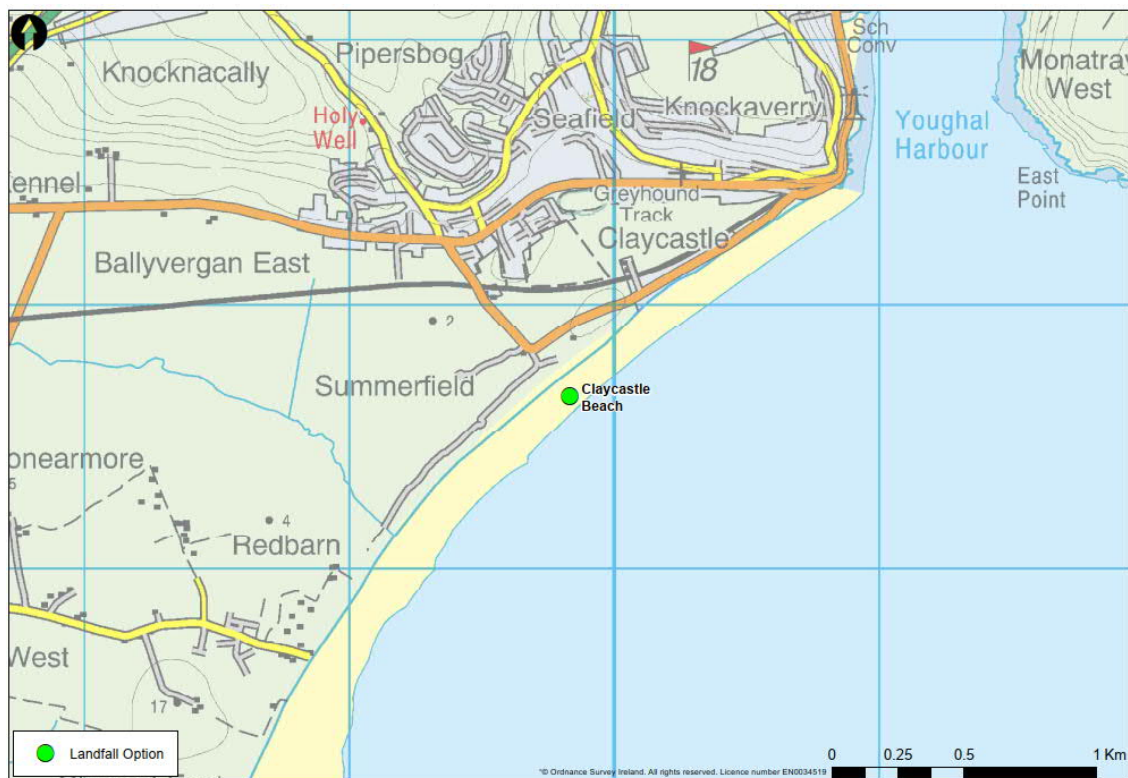 Sch
Conv
Pipersbog
Knocknacally
18
Monatray
West
Holy
Well
Knockaverry
Seafield
Youghal
Harbour
East
Point
Greyhound
Track
Claycastle
Ballyvergan East
2
Summerfield
Claycastle
Beach
4
Redbarn
West
17
Landfall Option
0 0.25 0.5 1 Km
"© Ordnance Survey Ireland. All rights reserved. Licence number EN0034519